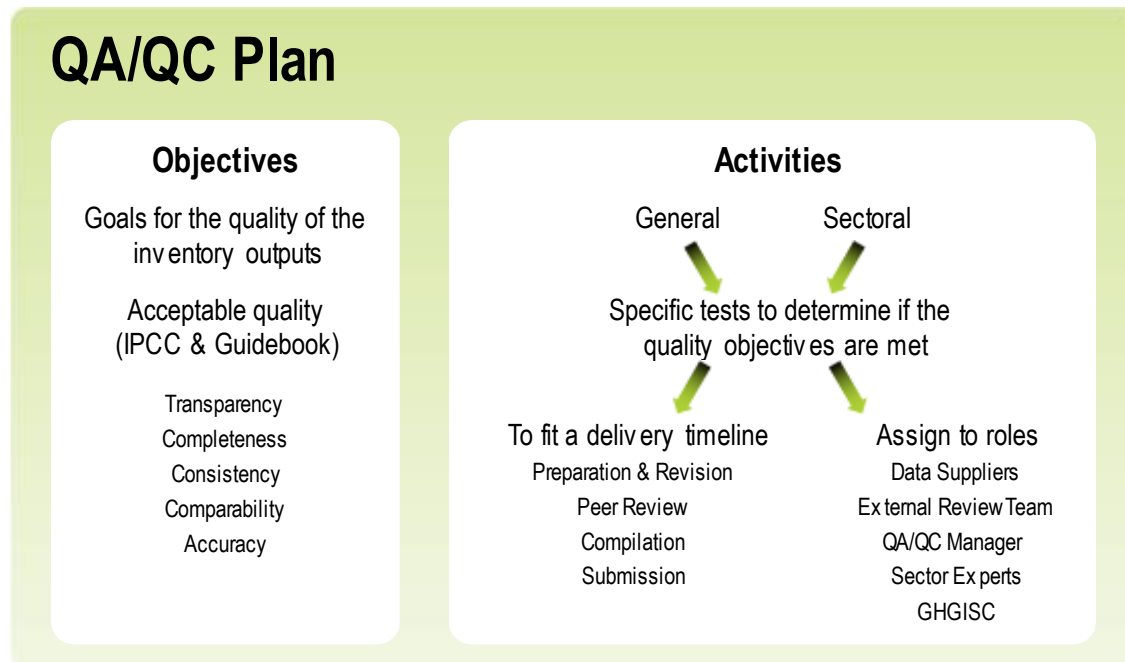 QA/QC Plan
Objectives
Goals for the quality of the
inventory outputs
Acceptable quality
(IPCC & Guidebook)
Transparency
Completeness
Consistency
Comparability
Accuracy
Activities
General
Sectoral
Specific tests to determine if the
quality objectives are met
To fit a delivery timeline
Preparation & Revision
Peer Review
Compilation
Submission
Assign to roles
Data Suppliers
External Review Team
QA/QC Manager
Sector Experts
GHGISC